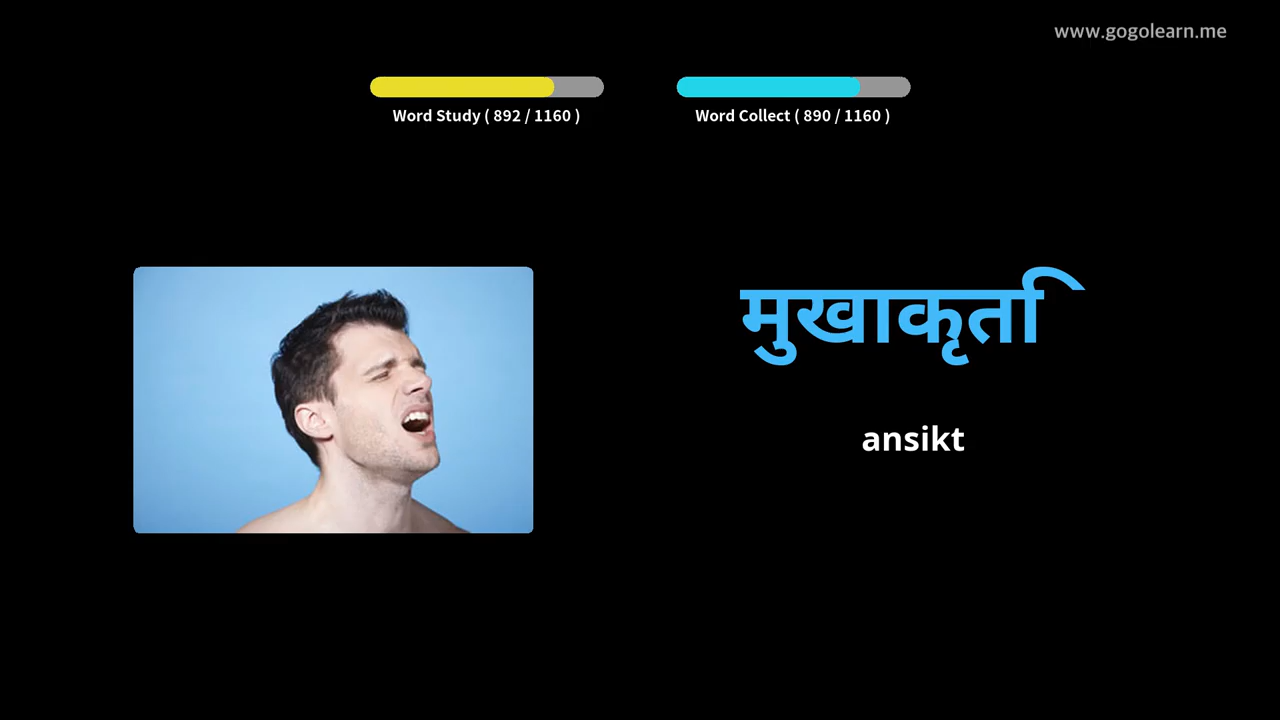 www.gogolearn.me
Word Study ( 892 / 1160 )
Word Collect ( 890 / 1160 )
मुखाकृति
ansikt